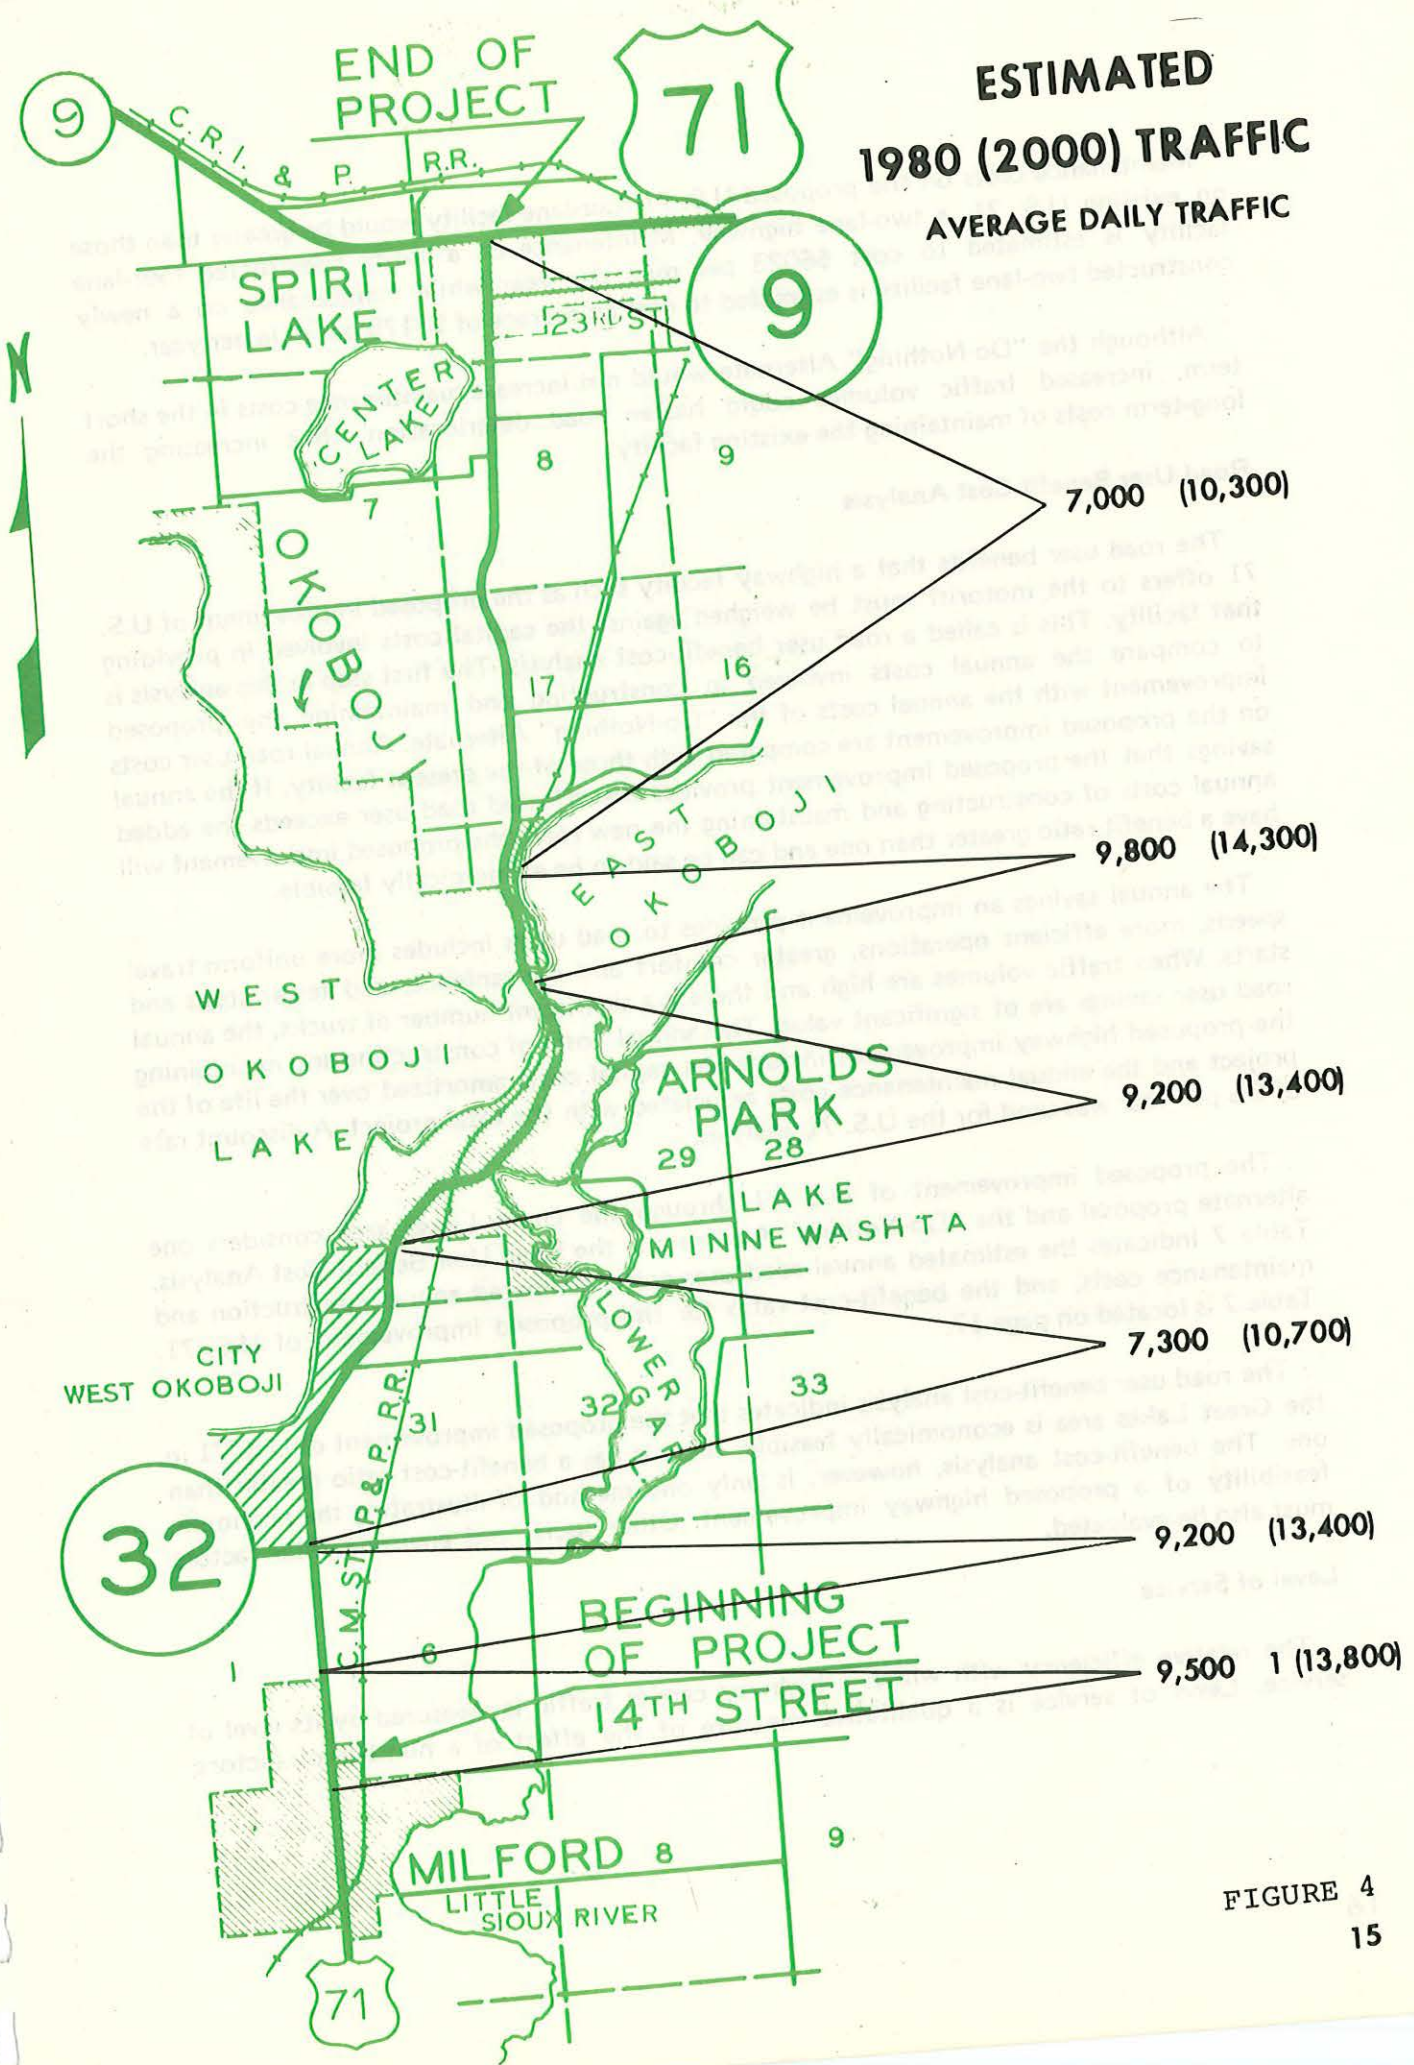 END OF
PROJECT
71
ESTIMATED
1980 (2000) TRAFFIC
AVERAGE DAILY TRAFFIC
9
C. R. I. & P. R.R.
9
SPIRIT
LAKE
23RD ST
N
CENTER
LAKE
8
9
7
7,000 (10,300)
OKOBOJI
17
16
EAST
OKOBOJI
9,800 (14,300)
WEST
OKOBOJI
LAKE
ARNOLDS
PARK
9,200 (13,400)
29
28
LAKE
MINNEWASHTA
LOWER
GAR
L.
7,300 (10,700)
CITY
WEST OKOBOJI
31
32
33
32
C. M. ST. P. & P. R.R.
9,200 (13,400)
BEGINNING
OF PROJECT
14TH STREET
1
6
9,500 1 (13,800)
MILFORD
8
9
LITTLE
SIOUX RIVER
71
FIGURE 4
15